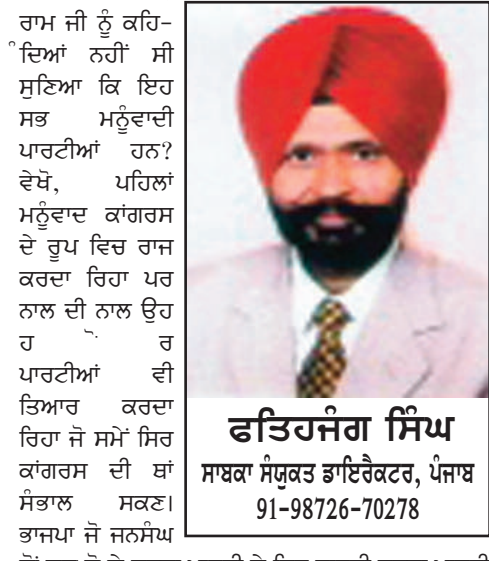 ਰਾਮ ਜੀ ਨੂੰ ਕਹਿ-
ੰਦਿਆਂ ਨਹੀਂ ਸੀ
ਸੁਣਿਆ ਕਿ ਇਹ
ਸਭ ਮਨੂੰਵਾਦੀ
ਪਾਰਟੀਆਂ ਹਨ?
ਵੇਖੋ, ਪਹਿਲਾਂ
ਮਨੂੰਵਾਦ ਕਾਂਗਰਸ
ਦੇ ਰੂਪ ਵਿਚ ਰਾਜ
ਕਰਦਾ ਰਿਹਾ ਪਰ
ਨਾਲ ਦੀ ਨਾਲ ਉਹ
ਹ ੋ ਰ
ਪਾਰਟੀਆਂ ਵੀ
ਤਿਆਰ ਕਰਦਾ
ਰਿਹਾ ਜੋ ਸਮੇਂ ਸਿਰ
ਕਾਂਗਰਸ ਦੀ ਥਾਂ
ਸੰਭਾਲ ਸਕਣ।
ਭਾਜਪਾ ਜੋ ਜਨਸੰਘ
ਫਤਿਹਜੰਗ ਸਿੰਘ
ਸਾਬਕਾ ਸੰਯੁਕਤ ਡਾਇਰੈਕਟਰ, ਪੰਜਾਬ
91-98726-70278